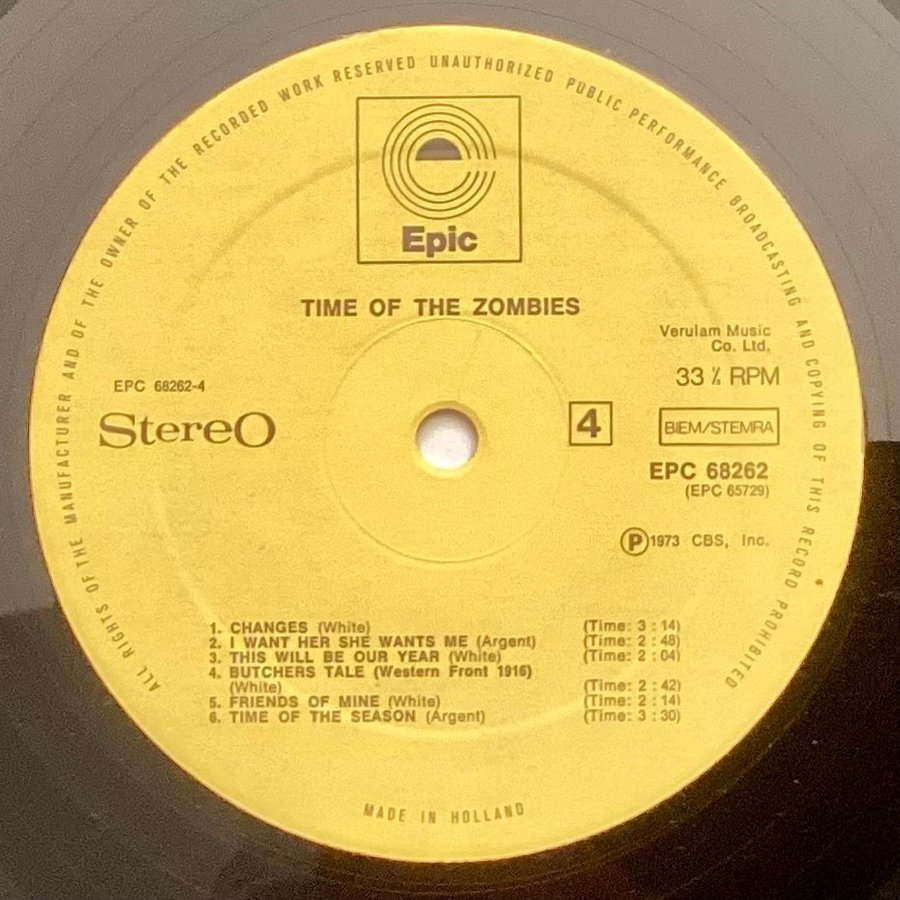 ALL RIGHTS OF THE MANUFACTURER AND OF THE OWNER OF THE RECORDED WORK RESERVED UNAUTHORIZED PUBLIC PERFORMANCE BROADCASTING AND COPYING OF THIS RECORD PROHIBITED
Epic
TIME OF THE ZOMBIES
Verulam Music
Co. Ltd.
33 ⅓ RPM
EPC 68262-4
Stereo
4
BIEM/STEMRA
EPC 68262
(EPC 65729)
Ⓟ1973 CBS, Inc.
1. CHANGES (White) (Time: 3 : 14)
2. I WANT HER SHE WANTS ME (Argent) (Time: 2 : 48)
3. THIS WILL BE OUR YEAR (White) (Time: 2 : 04)
4. BUTCHERS TALE (Western Front 1916)
(White) (Time: 2 : 42)
5. FRIENDS OF MINE (White) (Time: 2 : 14)
6. TIME OF THE SEASON (Argent) (Time: 3 : 30)
MADE IN HOLLAND